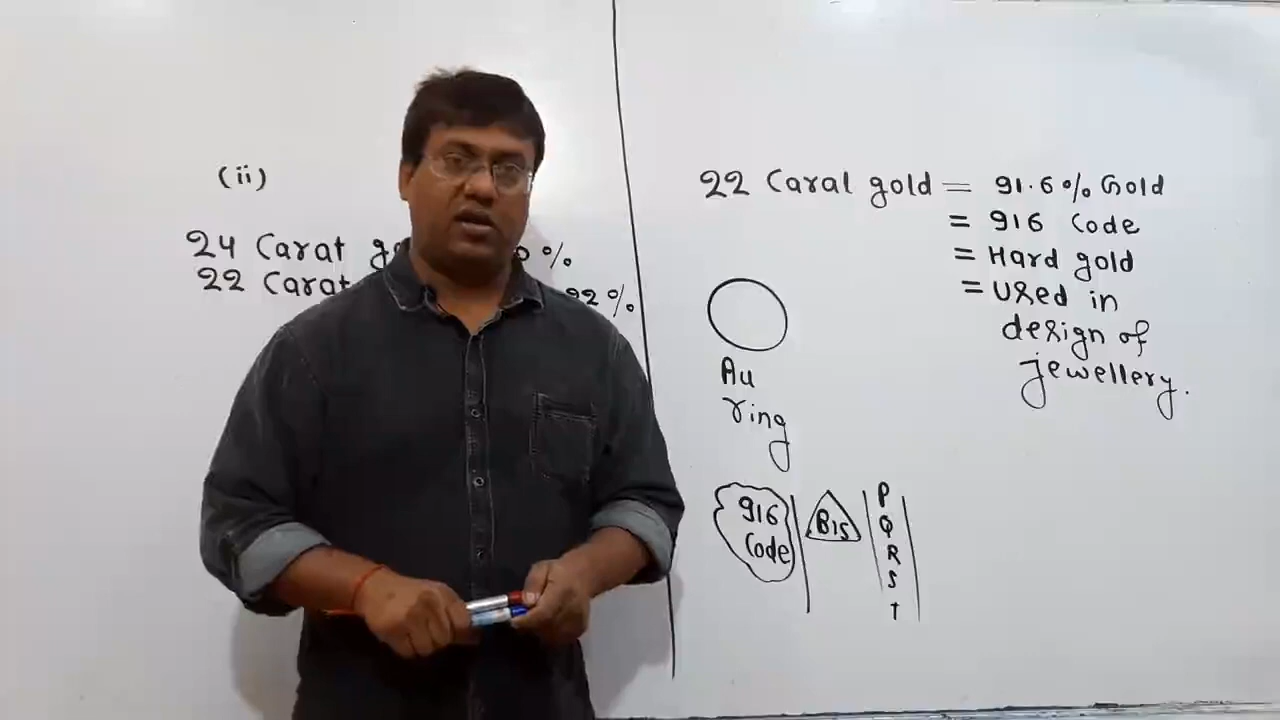 (ii)
24 Carat
22 Carat
%
92%
22 Caral gold = 91.6% Gold
= 916 Code
= Hard gold
= Used in
design of
jewellery.
Au
ring
916
Code
BIS
P
Q
R
S
T